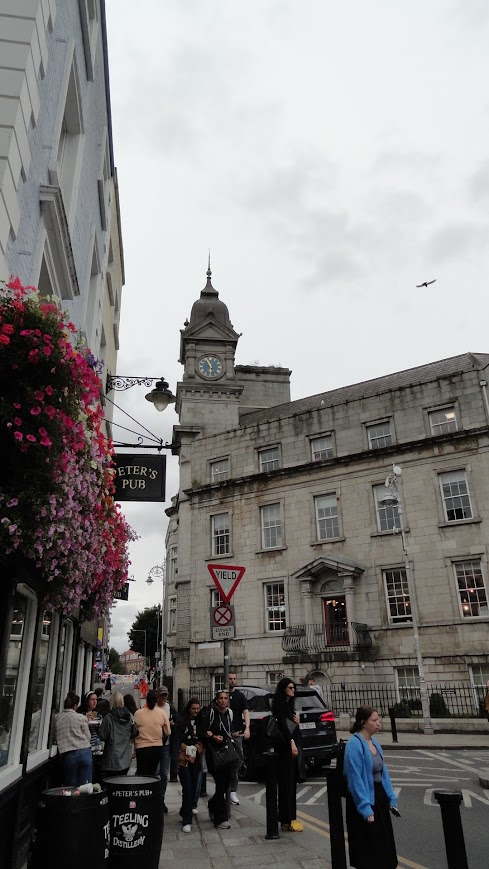 PETER'S
PUB
YIELD
PETER'S PUB
TEELING
DISTILLERY